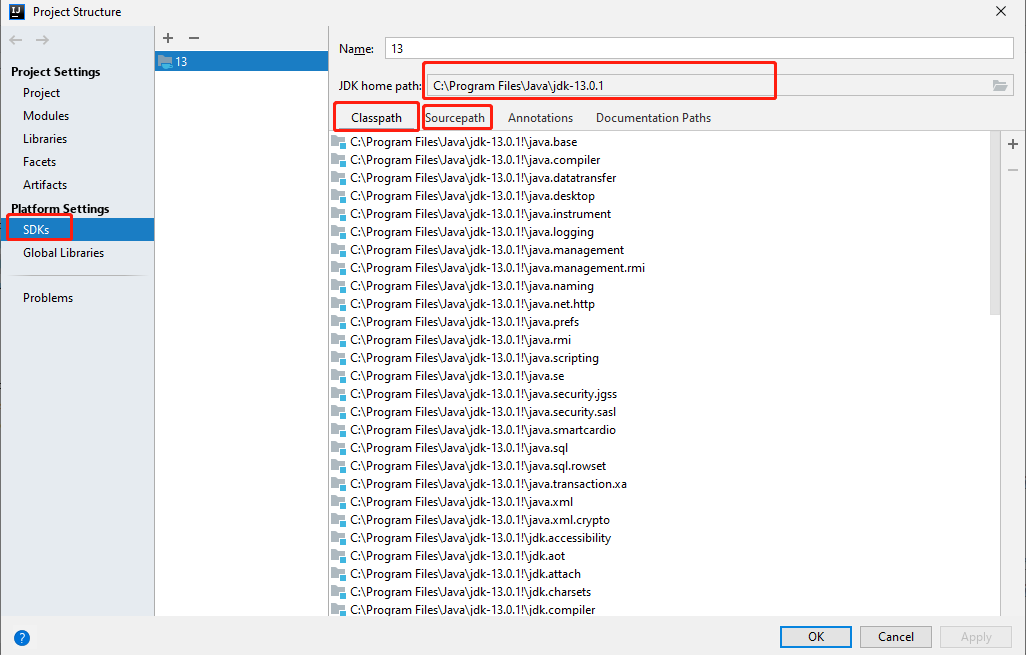 IJ Project Structure
Project Settings
Project
Modules
Libraries
Facets
Artifacts
Platform Settings
SDKs
Global Libraries
Problems
13
Name: 13
JDK home path: C:\Program Files\Java\jdk-13.0.1
Classpath Sourcepath Annotations Documentation Paths
C:\Program Files\Java\jdk-13.0.1!\java.base
C:\Program Files\Java\jdk-13.0.1!\java.compiler
C:\Program Files\Java\jdk-13.0.1!\java.datatransfer
C:\Program Files\Java\jdk-13.0.1!\java.desktop
C:\Program Files\Java\jdk-13.0.1!\java.instrument
C:\Program Files\Java\jdk-13.0.1!\java.logging
C:\Program Files\Java\jdk-13.0.1!\java.management
C:\Program Files\Java\jdk-13.0.1!\java.management.rmi
C:\Program Files\Java\jdk-13.0.1!\java.naming
C:\Program Files\Java\jdk-13.0.1!\java.net.http
C:\Program Files\Java\jdk-13.0.1!\java.prefs
C:\Program Files\Java\jdk-13.0.1!\java.rmi
C:\Program Files\Java\jdk-13.0.1!\java.scripting
C:\Program Files\Java\jdk-13.0.1!\java.se
C:\Program Files\Java\jdk-13.0.1!\java.security.jgss
C:\Program Files\Java\jdk-13.0.1!\java.security.sasl
C:\Program Files\Java\jdk-13.0.1!\java.smartcardio
C:\Program Files\Java\jdk-13.0.1!\java.sql
C:\Program Files\Java\jdk-13.0.1!\java.sql.rowset
C:\Program Files\Java\jdk-13.0.1!\java.transaction.xa
C:\Program Files\Java\jdk-13.0.1!\java.xml
C:\Program Files\Java\jdk-13.0.1!\java.xml.crypto
C:\Program Files\Java\jdk-13.0.1!\jdk.accessibility
C:\Program Files\Java\jdk-13.0.1!\jdk.aot
C:\Program Files\Java\jdk-13.0.1!\jdk.attach
C:\Program Files\Java\jdk-13.0.1!\jdk.charsets
C:\Program Files\Java\jdk-13.0.1!\jdk.compiler
? OK Cancel Apply